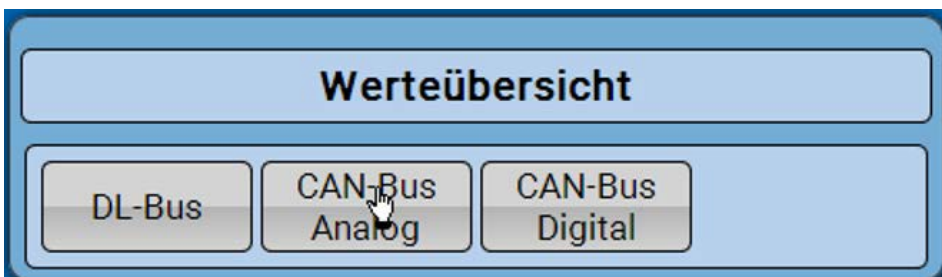 Werteübersicht
DL-Bus
CAN-Bus
Analog
CAN-Bus
Digital